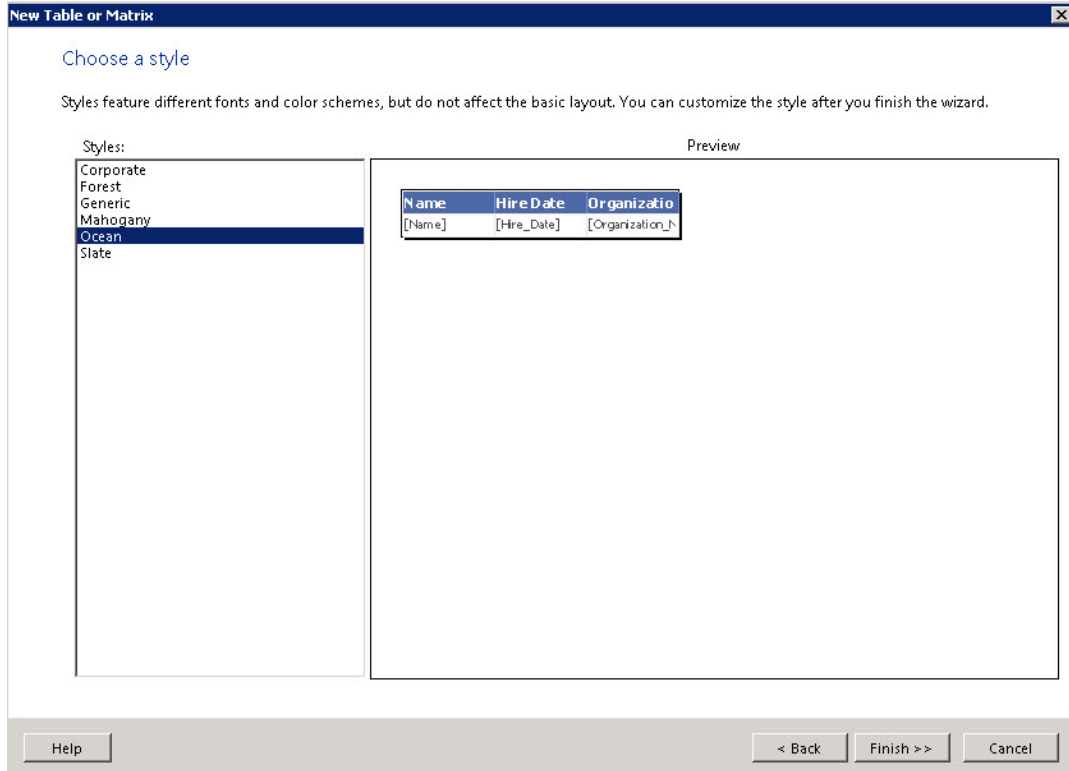 New Table or Matrix
Choose a style
Styles feature different fonts and color schemes, but do not affect the basic layout. You can customize the style after you finish the wizard.
Styles:
Preview
Corporate
Forest
Generic
Mahogany
Ocean
Slate
Name Hire Date Organizatio
[Name] [Hire_Date] [Organization_N
Help < Back Finish >> Cancel